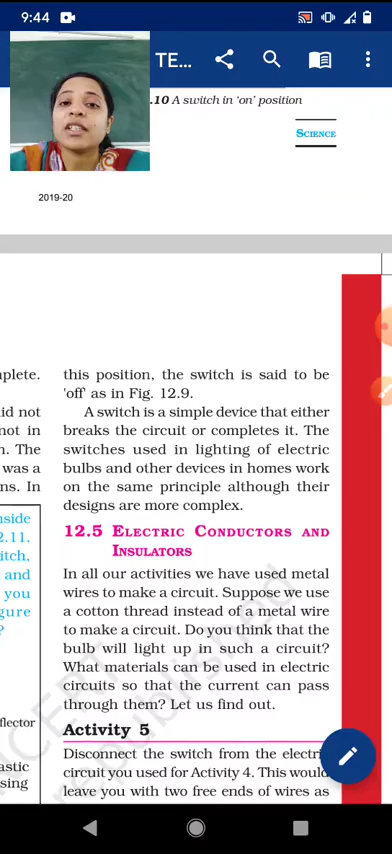 9:44
TE...
.10 A switch in 'on' position
SCIENCE
2019-20
plete.
did not
not in
n. The
was a
ns. In
nside
2.11.
itch,
and
you
gure
?
flector
astic
sing
this position, the switch is said to be
'off' as in Fig. 12.9.
A switch is a simple device that either
breaks the circuit or completes it. The
switches used in lighting of electric
bulbs and other devices in homes work
on the same principle although their
designs are more complex.
12.5 ELECTRIC CONDUCTORS AND
INSULATORS
In all our activities we have used metal
wires to make a circuit. Suppose we use
a cotton thread instead of a metal wire
to make a circuit. Do you think that the
bulb will light up in such a circuit?
What materials can be used in electric
circuits so that the current can pass
through them? Let us find out.
Activity 5
Disconnect the switch from the electric
circuit you used for Activity 4. This would
leave you with two free ends of wires as